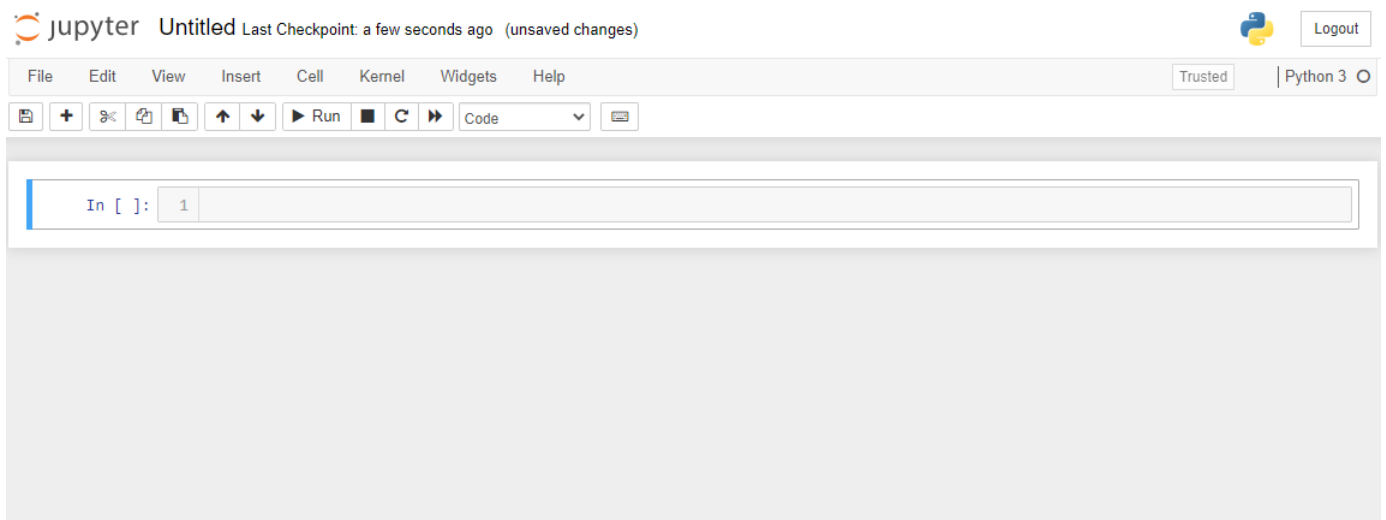 jupyter Untitled Last Checkpoint: a few seconds ago (unsaved changes) Logout
File Edit View Insert Cell Kernel Widgets Help Trusted Python 3
Run Code
In [ ]: 1